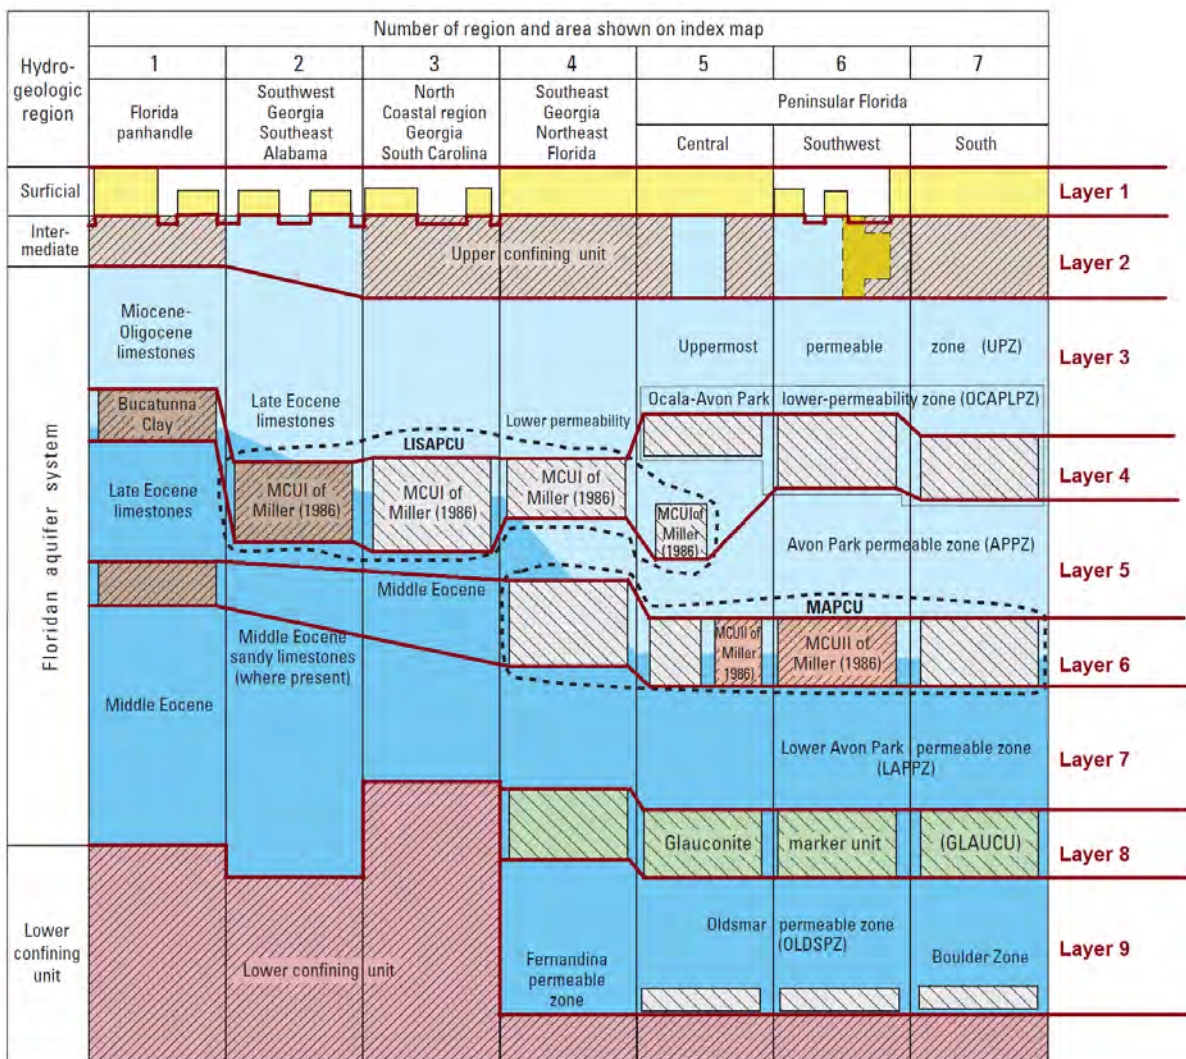 Number of region and area shown on index map
Hydro-
geologic
region
1
2
3
4
5
6
7
Florida
panhandle
Southwest
Georgia
Southeast
Alabama
North
Coastal region
Georgia
South Carolina
Southeast
Georgia
Northeast
Florida
Peninsular Florida
Central
Southwest
South
Surficial
Layer 1
Inter-
mediate
Upper confining unit
Layer 2
Floridan aquifer system
Miocene-
Oligocene
limestones
Uppermost permeable zone (UPZ)
Layer 3
Bucatunna
Clay
Late Eocene
limestones
Lower permeability
Ocala-Avon Park lower-permeability zone (OCAPLPZ)
LISAPCU
Late Eocene
limestones
MCUI of
Miller (1986)
MCUI of
Miller (1986)
MCUI of
Miller (1986)
MCUI of
Miller
(1986)
Layer 4
Avon Park permeable zone (APPZ)
Layer 5
Middle Eocene
MAPCU
Middle Eocene
sandy limestones
(where present)
MCUII of
Miller
1986)
MCUII of
Miller (1986)
Layer 6
Middle Eocene
Lower Avon Park permeable zone
(LAPPZ)
Layer 7
Glauconite marker unit (GLAUCU)
Layer 8
Lower
confining
unit
Lower confining unit
Fernandina
permeable
zone
Oldsmar permeable zone
(OLDSPZ)
Boulder Zone
Layer 9